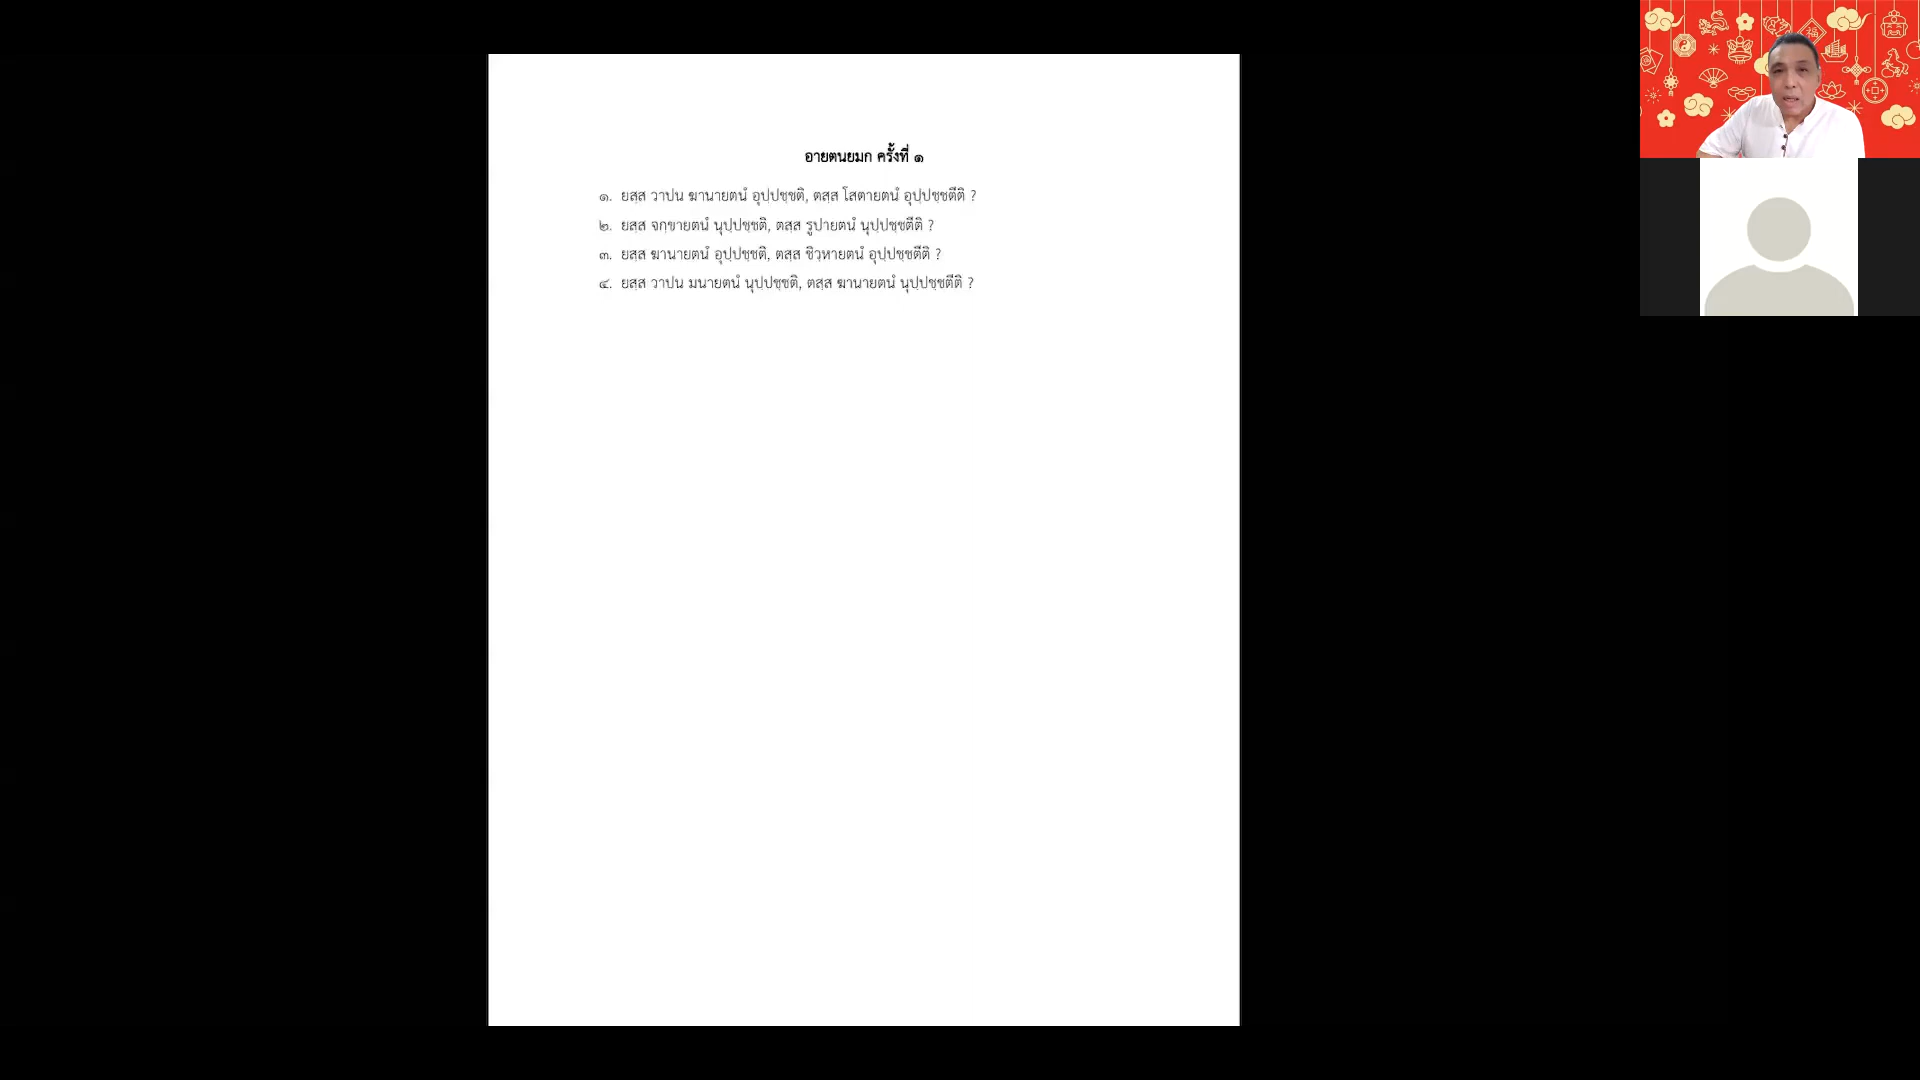 อายตนยมก ครั้งที่ ๑
๑. ยสฺส วาปน ฆานายตนํ อุปฺปชฺชติ, ตสฺส โสตายตนํ อุปฺปชฺชตีติ ?
๒. ยสฺส จกฺขายตนํ นุปฺปชฺชติ, ตสฺส รูปายตนํ นุปฺปชฺชตีติ ?
๓. ยสฺส ฆานายตนํ อุปฺปชฺชติ, ตสฺส ชิวฺหายตนํ อุปฺปชฺชตีติ ?
๔. ยสฺส วาปน มนายตนํ นุปฺปชฺชติ, ตสฺส ฆานายตนํ นุปฺปชฺชตีติ ?
福